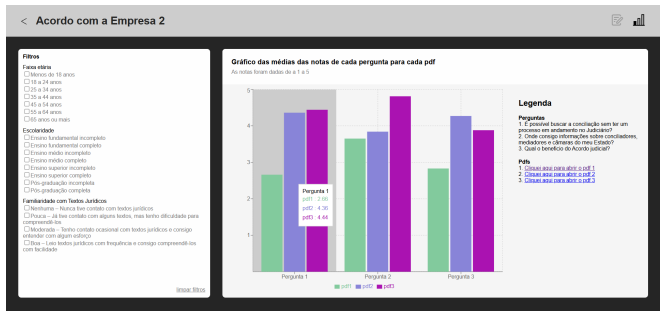 < Acordo com a Empresa 2
Filtros
Faixa etária
Menos de 18 anos
18 a 24 anos
25 a 34 anos
35 a 44 anos
45 a 54 anos
55 a 64 anos
65 anos ou mais
Escolaridade
Ensino fundamental incompleto
Ensino fundamental completo
Ensino médio incompleto
Ensino médio completo
Ensino superior incompleto
Ensino superior completo
Pós-graduação incompleta
Pós-graduação completa
Familiaridade com Textos Jurídicos
Nenhuma – Nunca tive contato com textos jurídicos
Pouca – Já tive contato com alguns textos, mas tenho dificuldade para
compreendê-los
Moderada – Tenho contato ocasional com textos jurídicos e consigo
entender com algum esforço
Boa – Leio textos jurídicos com frequência e consigo compreendê-los
com facilidade
limpar filtros
Gráfico das médias das notas de cada pergunta para cada pdf
As notas foram dadas de a 1 a 5
5
4
3
2
1
Pergunta 1
pdf1 : 2.66
pdf2 : 4.36
pdf3 : 4.44
Pergunta 1 Pergunta 2 Pergunta 3
pdf1 pdf2 pdf3
Legenda
Perguntas
1. É possível buscar a conciliação sem ter um
processo em andamento no Judiciário?
2. Onde consigo informações sobre conciliadores,
mediadores e câmaras do meu Estado?
3. Qual o benefício do Acordo judicial?
Pdfs
1. Clique aqui para abrir o pdf 1
2. Clique aqui para abrir o pdf 2
3. Clique aqui para abrir o pdf 3